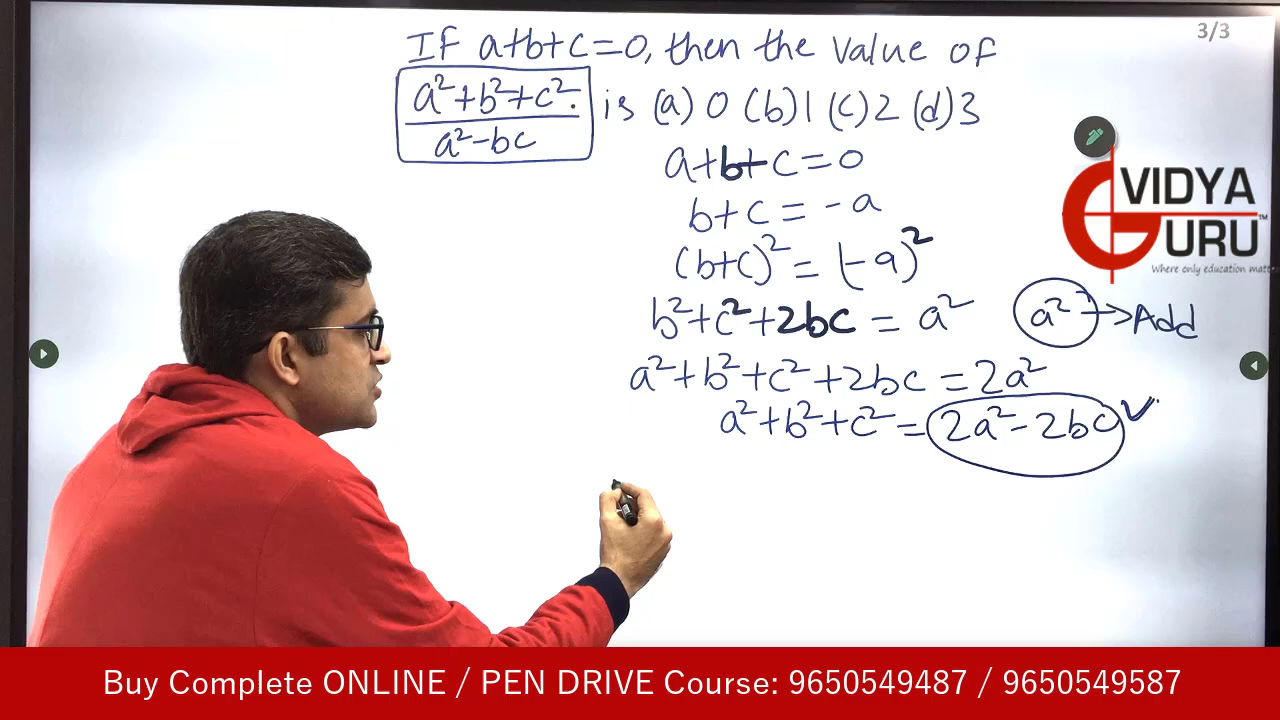 3/3
If a+b+c=0, then the value of
a²+b²+c². / a²-bc is (a) 0 (b) 1 (c) 2 (d) 3
a+b+c=0
b+c=-a
(b+c)²=(-a)²
b²+c²+2bc=a² a²→Add
a²+b²+c²+2bc=2a²
a²+b²+c²=2a²-2bc ✓
VIDYA
GURU™
Where only education matt
Buy Complete ONLINE / PEN DRIVE Course: 9650549487 / 9650549587